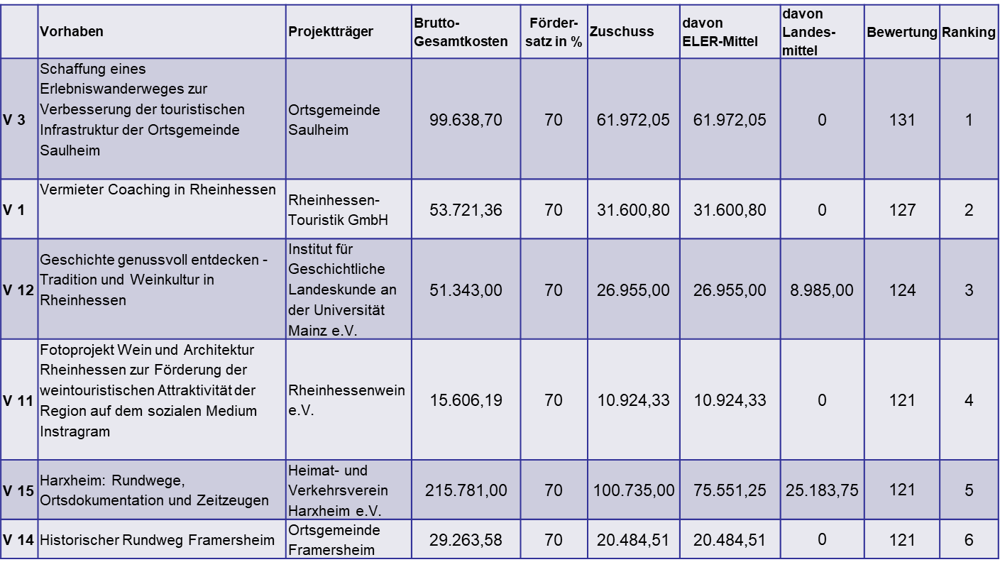 Vorhaben
Projektträger
Brutto-
Gesamtkosten
Förder-
satz in %
Zuschuss
davon
ELER-Mittel
davon
Landes-
mittel
Bewertung
Ranking
V 3
Schaffung eines
Erlebniswanderweges zur
Verbesserung der touristischen
Infrastruktur der Ortsgemeinde
Saulheim
Ortsgemeinde
Saulheim
99.638,70
70
61.972,05
61.972,05
0
131
1
V 1
Vermieter Coaching in Rheinhessen
Rheinhessen-
Touristik GmbH
53.721,36
70
31.600,80
31.600,80
0
127
2
V 12
Geschichte genussvoll entdecken -
Tradition und Weinkultur in
Rheinhessen
Institut für
Geschichtliche
Landeskunde an
der Universität
Mainz e.V.
51.343,00
70
26.955,00
26.955,00
8.985,00
124
3
V 11
Fotoprojekt Wein und Architektur
Rheinhessen zur Förderung der
weintouristischen Attraktivität der
Region auf dem sozialen Medium
Instragram
Rheinhessenwein
e.V.
15.606,19
70
10.924,33
10.924,33
0
121
4
V 15
Harxheim: Rundwege,
Ortsdokumentation und Zeitzeugen
Heimat- und
Verkehrsverein
Harxheim e.V.
215.781,00
70
100.735,00
75.551,25
25.183,75
121
5
V 14
Historischer Rundweg Framersheim
Ortsgemeinde
Framersheim
29.263,58
70
20.484,51
20.484,51
0
121
6